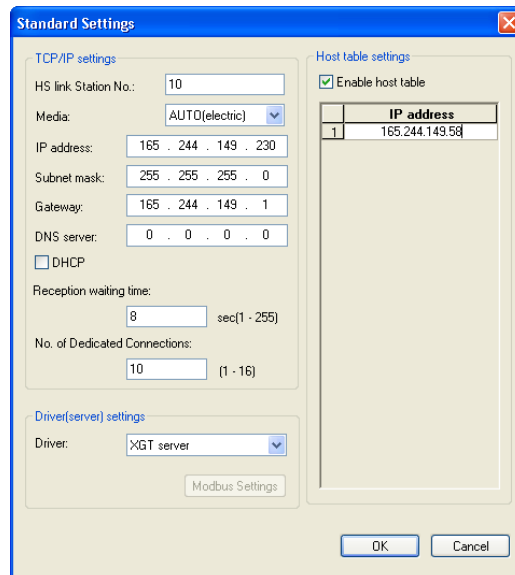 Standard Settings
TCP/IP settings
HS link Station No.: 10
Media: AUTO(electric)
IP address: 165 . 244 . 149 . 230
Subnet mask: 255 . 255 . 255 . 0
Gateway: 165 . 244 . 149 . 1
DNS server: 0 . 0 . 0 . 0
DHCP
Reception waiting time:
8 sec(1 - 255)
No. of Dedicated Connections:
10 (1 - 16)
Driver(server) settings
Driver: XGT server
Modbus Settings
Host table settings
Enable host table
IP address
1 165.244.149.58
OK Cancel